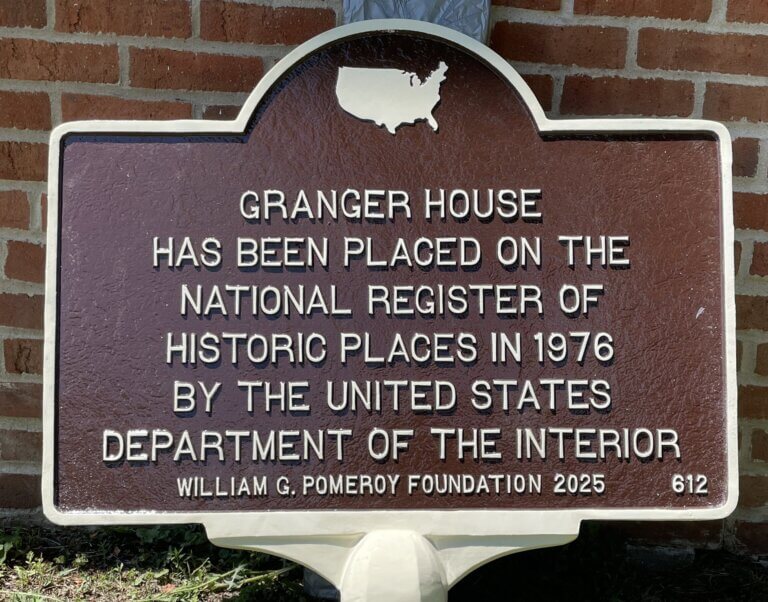 GRANGER HOUSE
HAS BEEN PLACED ON THE
NATIONAL REGISTER OF
HISTORIC PLACES IN 1976
BY THE UNITED STATES
DEPARTMENT OF THE INTERIOR
WILLIAM G. POMEROY FOUNDATION 2025 612